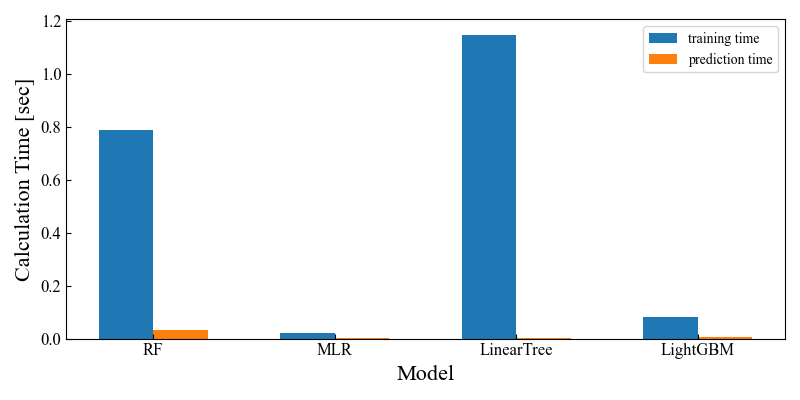 1.2
1.0
0.8
0.6
0.4
0.2
0.0
Calculation Time [sec]
training time
prediction time
RF MLR LinearTree LightGBM
Model